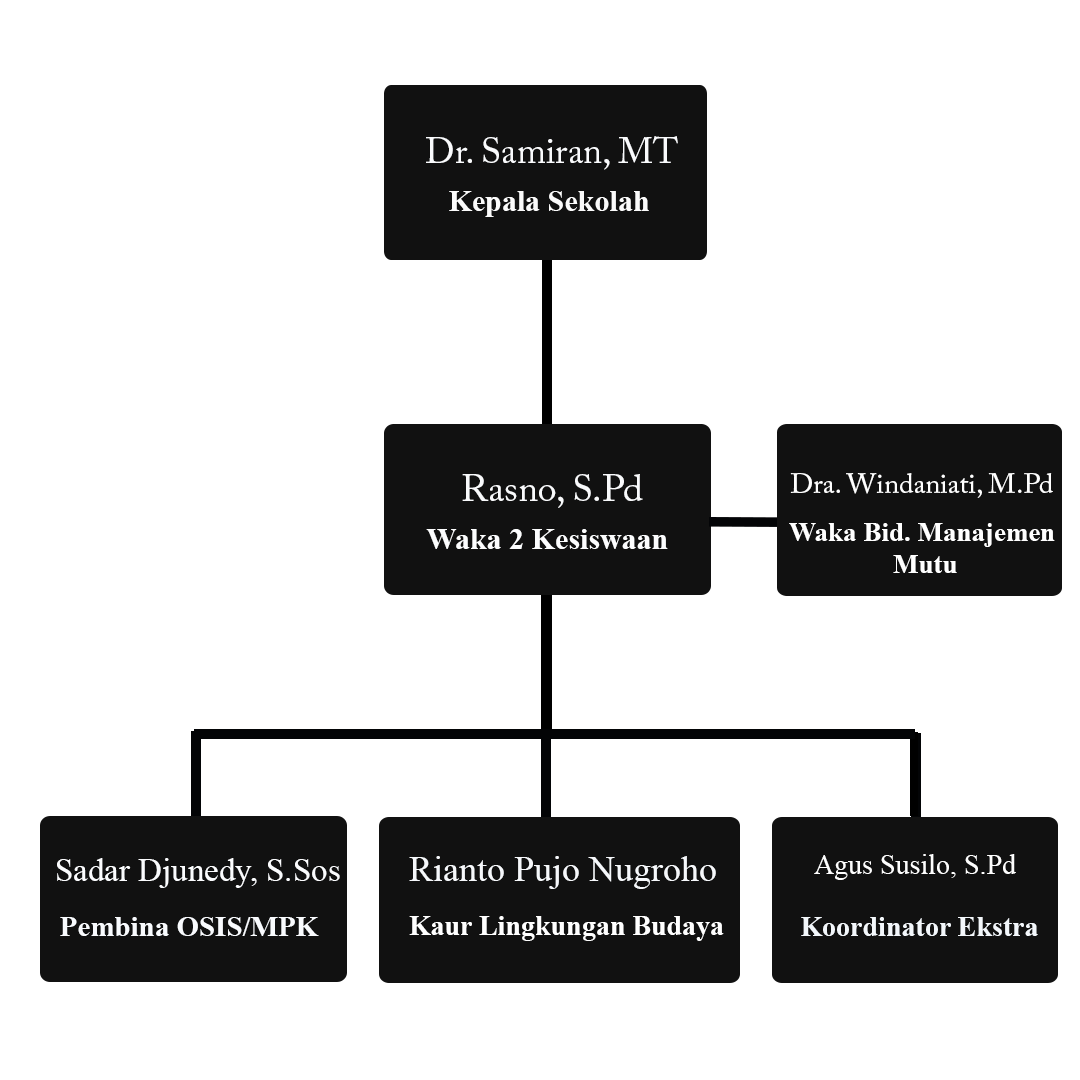 Dr. Samiran, MT
Kepala Sekolah
Rasno, S.Pd
Waka 2 Kesiswaan
Dra. Windaniati, M.Pd
Waka Bid. Manajemen
Mutu
Sadar Djunedy, S.Sos
Pembina OSIS/MPK
Rianto Pujo Nugroho
Kaur Lingkungan Budaya
Agus Susilo, S.Pd
Koordinator Ekstra